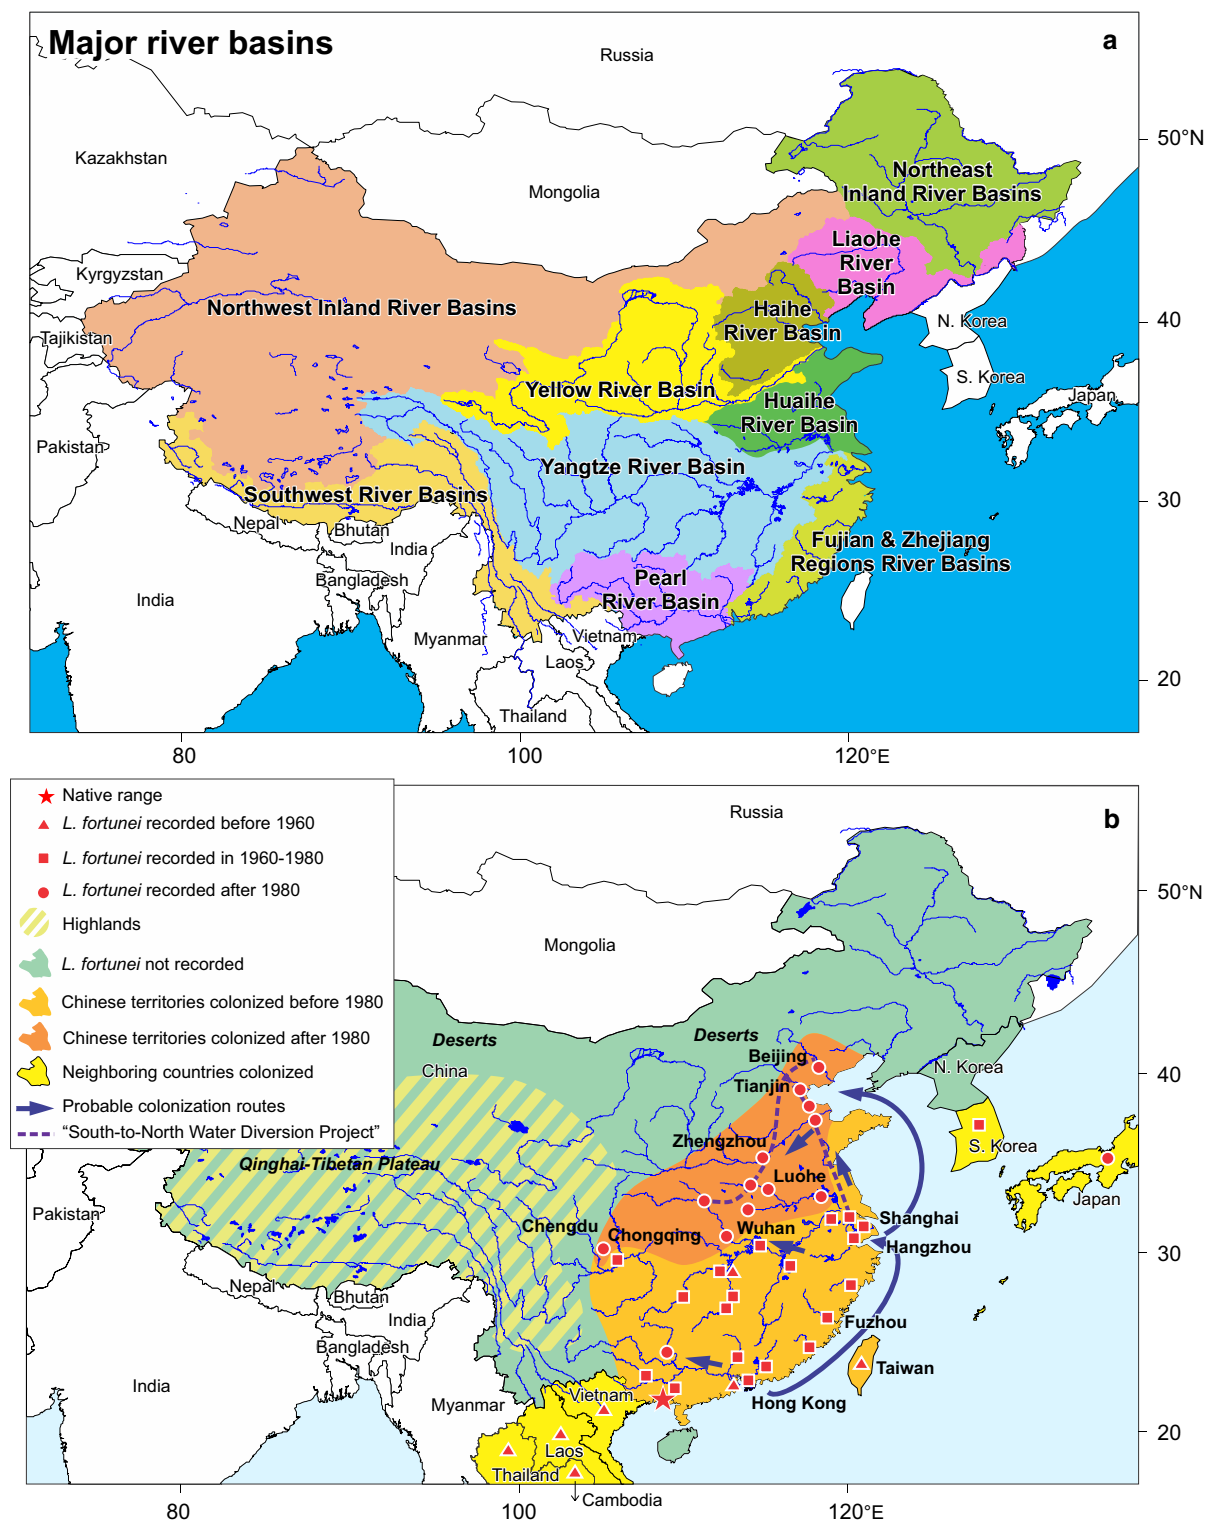 Major river basins
a
Russia
Kazakhstan
Mongolia
50°N
Northeast
Inland River Basins
Liaohe
River
Basin
Kyrgyzstan
Northwest Inland River Basins
Haihe
River Basin
40
N. Korea
Tajikistan
S. Korea
Japan
Yellow River Basin
Huaihe
River Basin
Pakistan
Yangtze River Basin
Southwest River Basins
30
Nepal
Bhutan
India
Fujian & Zhejiang
Regions River Basins
Bangladesh
Pearl
River Basin
India
Myanmar
Vietnam
Laos
20
Thailand
80
100
120°E
Native range
L. fortunei recorded before 1960
L. fortunei recorded in 1960-1980
L. fortunei recorded after 1980
Highlands
L. fortunei not recorded
Chinese territories colonized before 1980
Chinese territories colonized after 1980
Neighboring countries colonized
Probable colonization routes
“South-to-North Water Diversion Project”
b
Russia
50°N
Mongolia
Deserts
Deserts
Beijing
China
N. Korea
40
Tianjin
Zhengzhou
S. Korea
Qinghai-Tibetan Plateau
Luohe
Japan
Pakistan
Chengdu
Chongqing
Wuhan
Shanghai
Hangzhou
30
Nepal
Bhutan
India
Fuzhou
Bangladesh
Taiwan
India
Myanmar
Vietnam
Hong Kong
20
Laos
Thailand
Cambodia
80
100
120°E